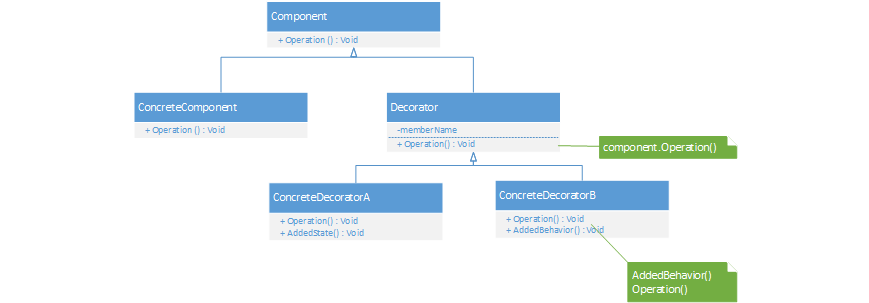 Component
+ Operation () : Void
ConcreteComponent
+ Operation () : Void
Decorator
-memberName
+ Operation() : Void
component.Operation()
ConcreteDecoratorA
+ Operation() : Void
+ AddedState() : Void
ConcreteDecoratorB
+ Operation() : Void
+ AddedBehavior() : Void
AddedBehavior()
Operation()